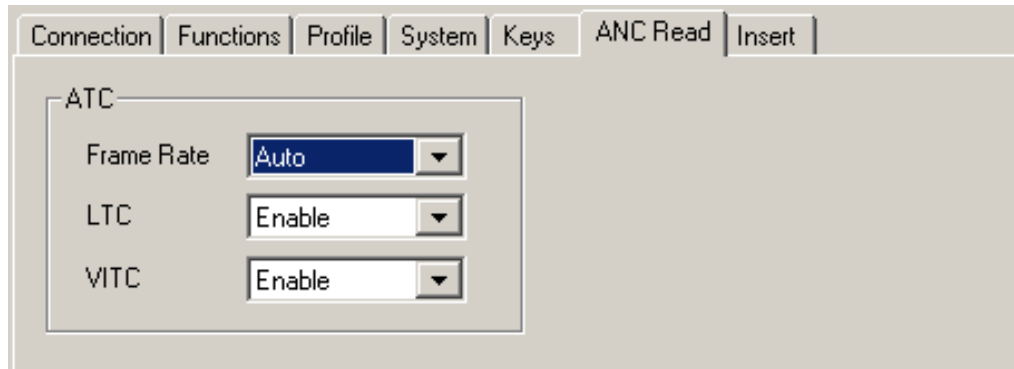 Connection Functions Profile System Keys ANC Read Insert
ATC
Frame Rate Auto
LTC Enable
VITC Enable